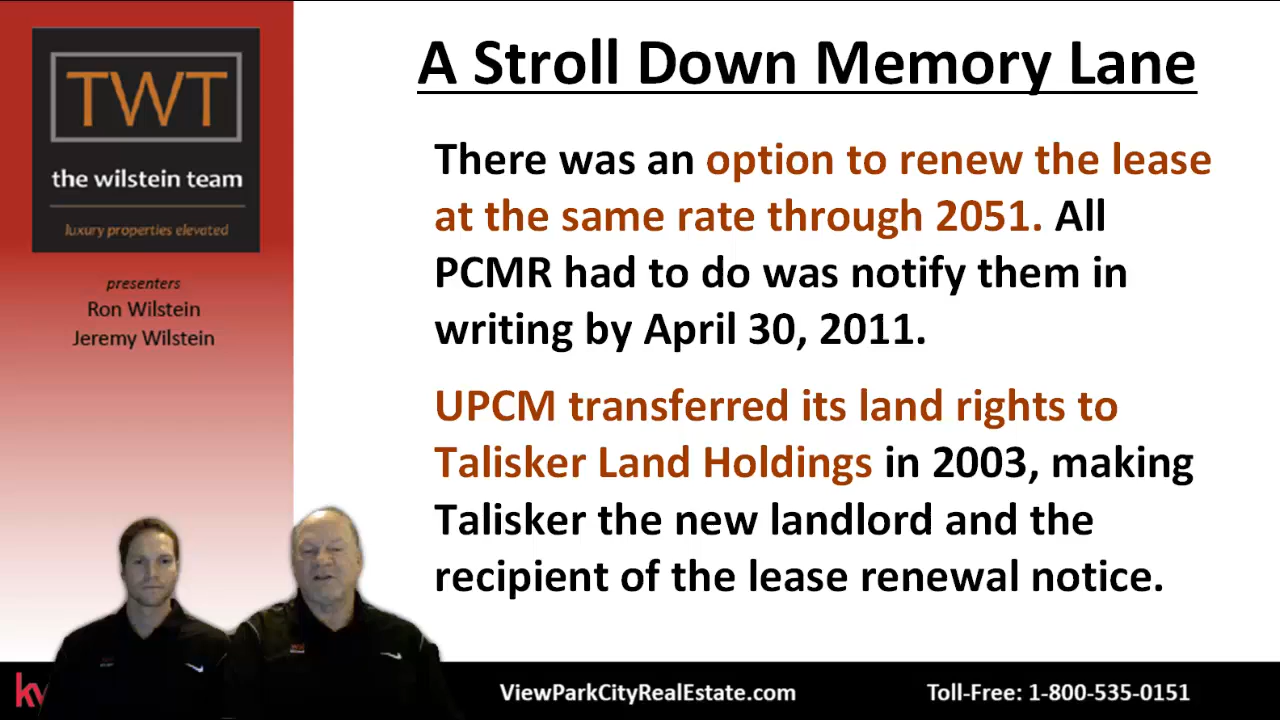 TWT
the wilstein team
luxury properties elevated
presenters
Ron Wilstein
Jeremy Wilstein
A Stroll Down Memory Lane
There was an option to renew the lease
at the same rate through 2051. All
PCMR had to do was notify them in
writing by April 30, 2011.
UPCM transferred its land rights to
Talisker Land Holdings in 2003, making
Talisker the new landlord and the
recipient of the lease renewal notice.
ViewParkCityRealEstate.com
Toll-Free: 1-800-535-0151